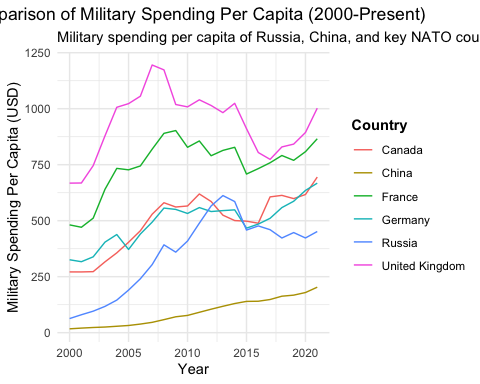 parison of Military Spending Per Capita (2000-Present)
Military spending per capita of Russia, China, and key NATO cou
Military Spending Per Capita (USD)
1250
1000
750
500
250
0
2000
2005
2010
2015
2020
Year
Country
Canada
China
France
Germany
Russia
United Kingdom